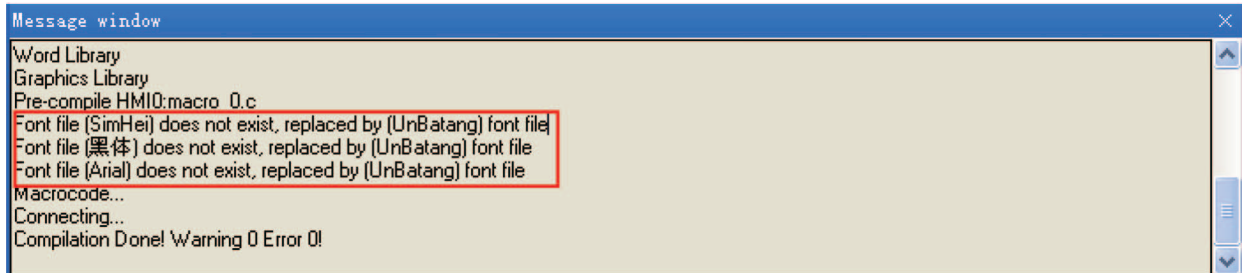 Message window
Word Library
Graphics Library
Pre-compile HMI0:macro_0.c
Font file (SimHei) does not exist, replaced by (UnBatang) font file
Font file (黑体) does not exist, replaced by (UnBatang) font file
Font file (Arial) does not exist, replaced by (UnBatang) font file
Macrocode...
Connecting...
Compilation Done! Warning 0 Error 0!